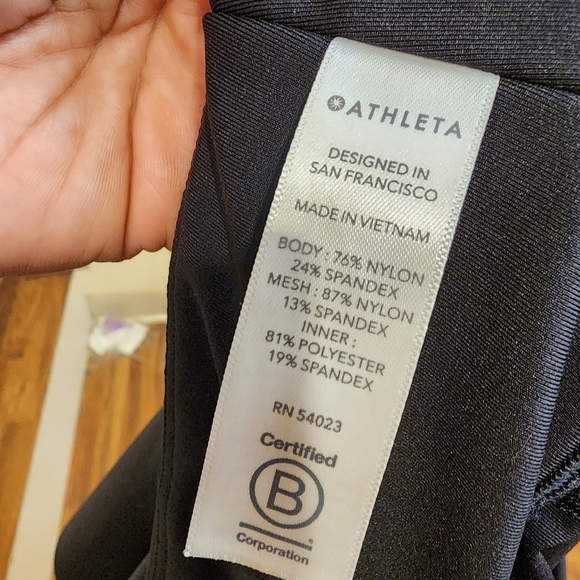 ATHLETA
DESIGNED IN
SAN FRANCISCO
MADE IN VIETNAM
BODY : 76% NYLON
24% SPANDEX
MESH : 87% NYLON
13% SPANDEX
INNER :
81% POLYESTER
19% SPANDEX
RN 54023
Certified
B
Corporation